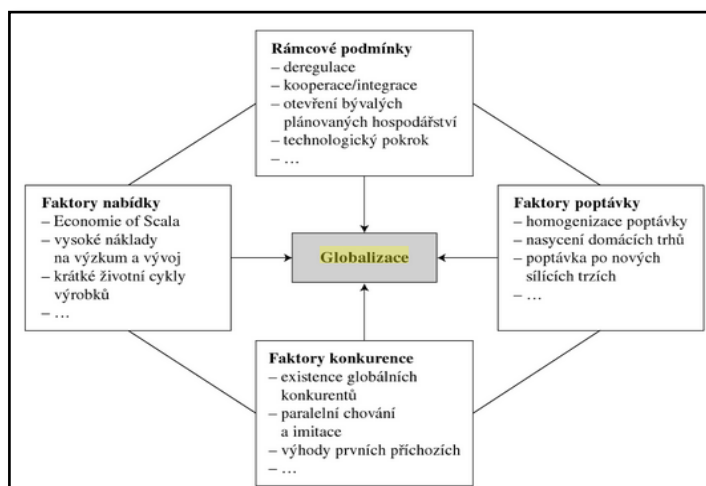 Rámcové podmínky
– deregulace
– kooperace/integrace
– otevření bývalých
plánovaných hospodářství
– technologický pokrok
– …
Faktory nabídky
– Economie of Scala
– vysoké náklady
na výzkum a vývoj
– krátké životní cykly
výrobků
– …
Globalizace
Faktory poptávky
– homogenizace poptávky
– nasycení domácích trhů
– poptávka po nových
sílících trzích
– …
Faktory konkurence
– existence globálních
konkurentů
– paralelní chování
a imitace
– výhody prvních příchozích
– …